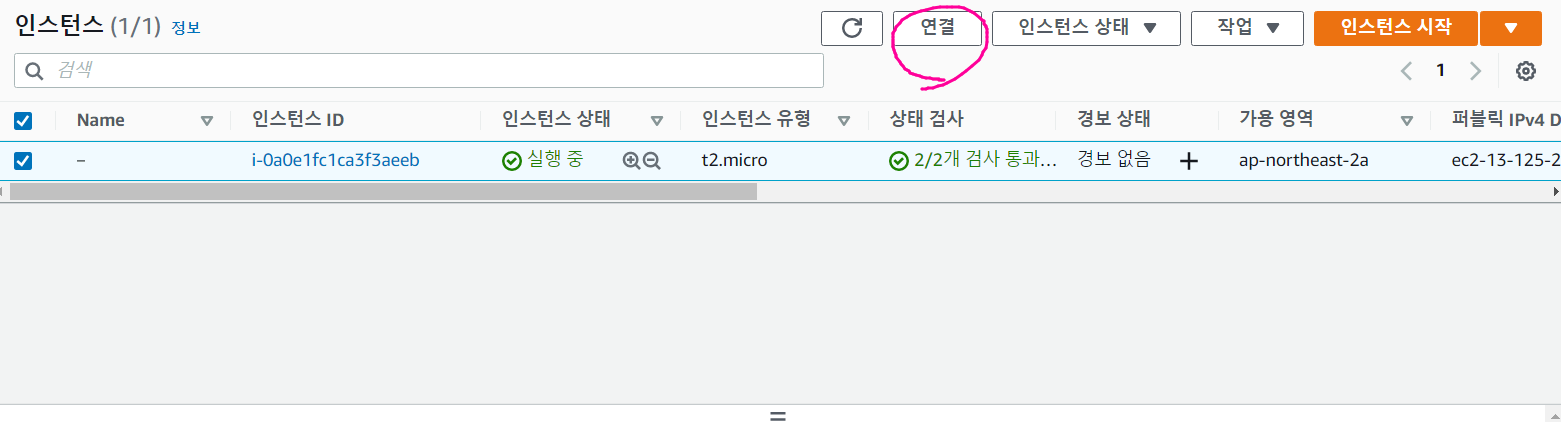 인스턴스 (1/1) 정보 연결 인스턴스 상태 작업 인스턴스 시작
검색 1
Name 인스턴스 ID 인스턴스 상태 인스턴스 유형 상태 검사 경보 상태 가용 영역 퍼블릭 IPv4 D
– i-0a0e1fc1ca3f3aeeb 실행 중 t2.micro 2/2개 검사 통과... 경보 없음 + ap-northeast-2a ec2-13-125-2